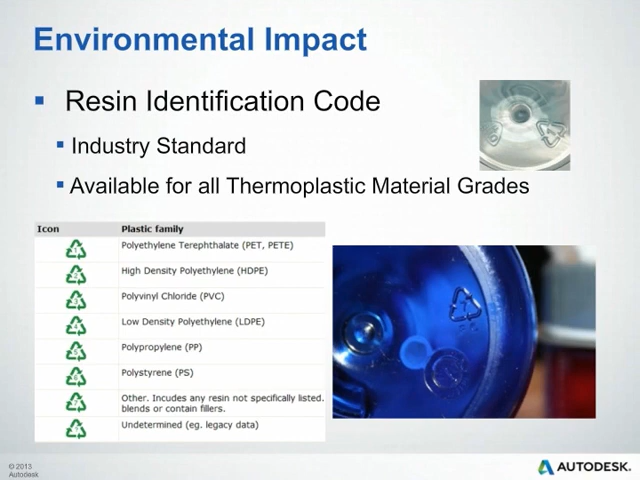 Environmental Impact
Resin Identification Code
Industry Standard
Available for all Thermoplastic Material Grades
Icon Plastic family
Polyethylene Terephthalate (PET, PETE)
High Density Polyethylene (HDPE)
Polyvinyl Chloride (PVC)
Low Density Polyethylene (LDPE)
Polypropylene (PP)
Polystyrene (PS)
Other. Incudes any resin not specifically listed,
blends or contain fillers.
Undetermined (eg. legacy data)
© 2013
Autodesk
AUTODESK.